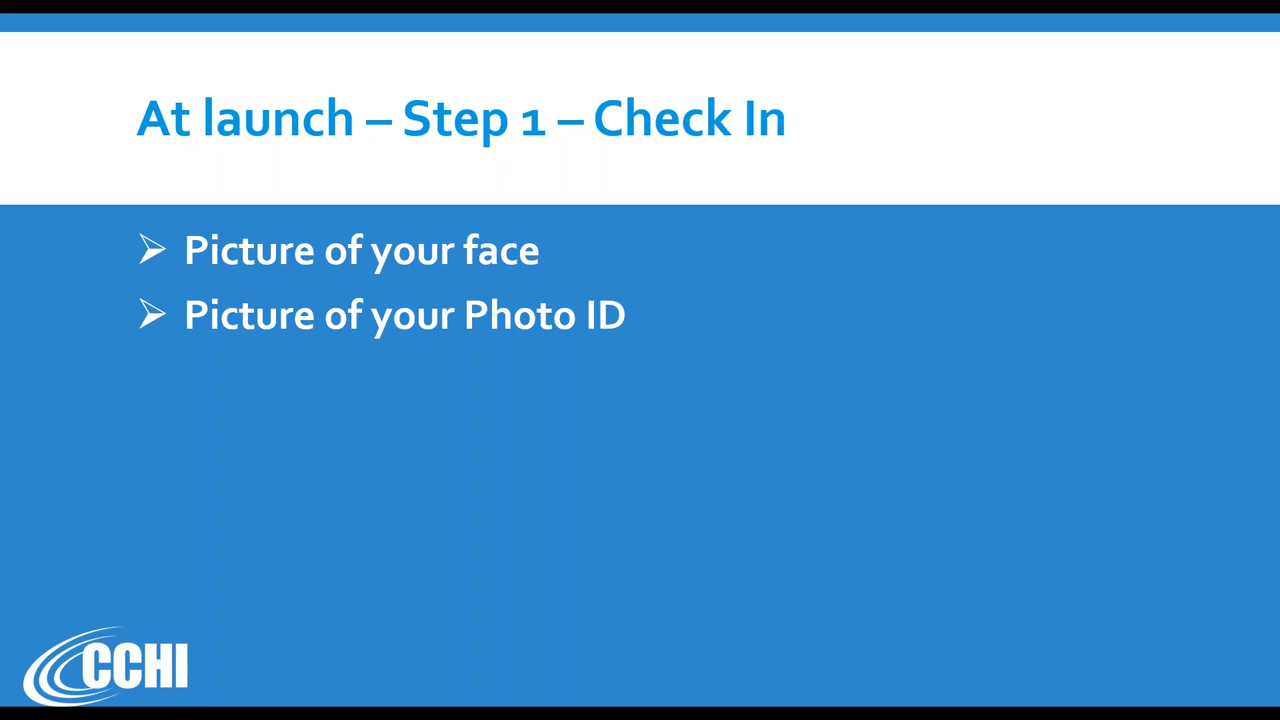 At launch – Step 1 – Check In
➢ Picture of your face
➢ Picture of your Photo ID
CCHI